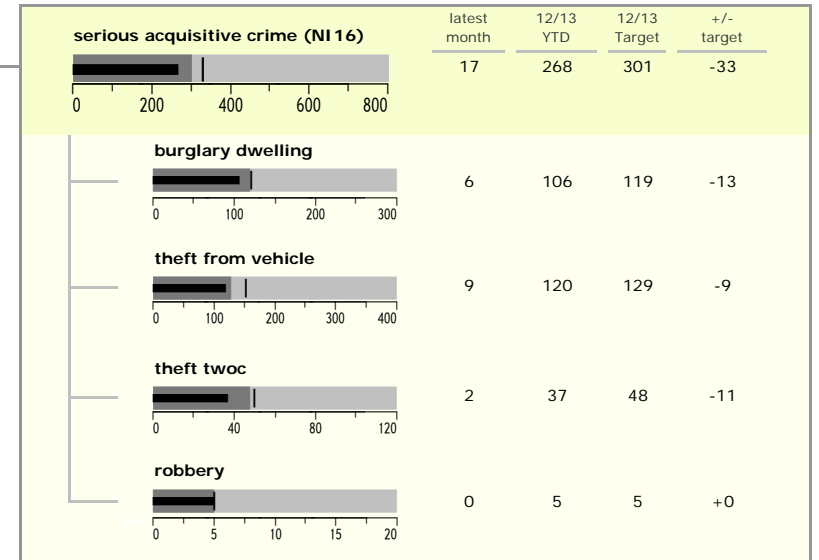 latest 12/13 12/13 +/-
serious acquisitive crime (NI16) month YTD Target target
17 268 301 -33
0 200 400 600 800
burglary dwelling
6 106 119 -13
0 100 200 300
theft from vehicle
9 120 129 -9
0 100 200 300 400
theft twoc
2 37 48 -11
0 40 80 120
robbery
0 5 5 +0
0 5 10 15 20